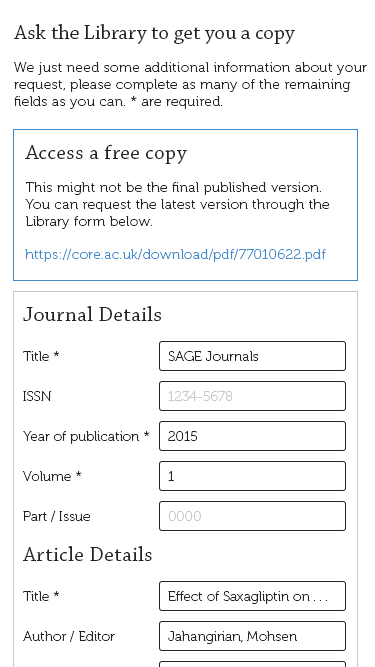 Ask the Library to get you a copy
We just need some additional information about your
request, please complete as many of the remaining
fields as you can. * are required.
Access a free copy
This might not be the final published version.
You can request the latest version through the
Library form below.
https://core.ac.uk/download/pdf/77010622.pdf
Journal Details
Title * SAGE Journals
ISSN 1234-5678
Year of publication * 2015
Volume * 1
Part / Issue 0000
Article Details
Title * Effect of Saxagliptin on . . .
Author / Editor Jahangirian, Mohsen